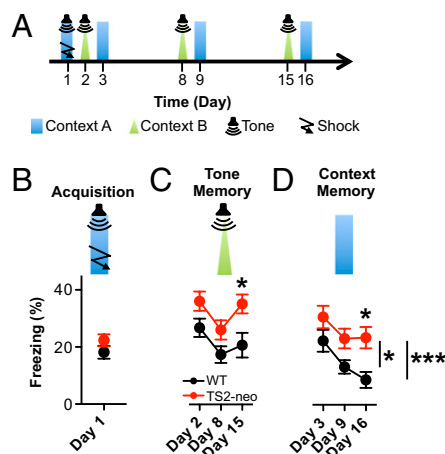 A
1 2 3 8 9 15 16
Time (Day)
Context A Context B Tone Shock
B C D
Acquisition Tone Memory Context Memory
Freezing (%)
40
20
0
* * * ***
WT
TS2-neo
Day 1 Day 2 Day 8 Day 15 Day 3 Day 9 Day 16